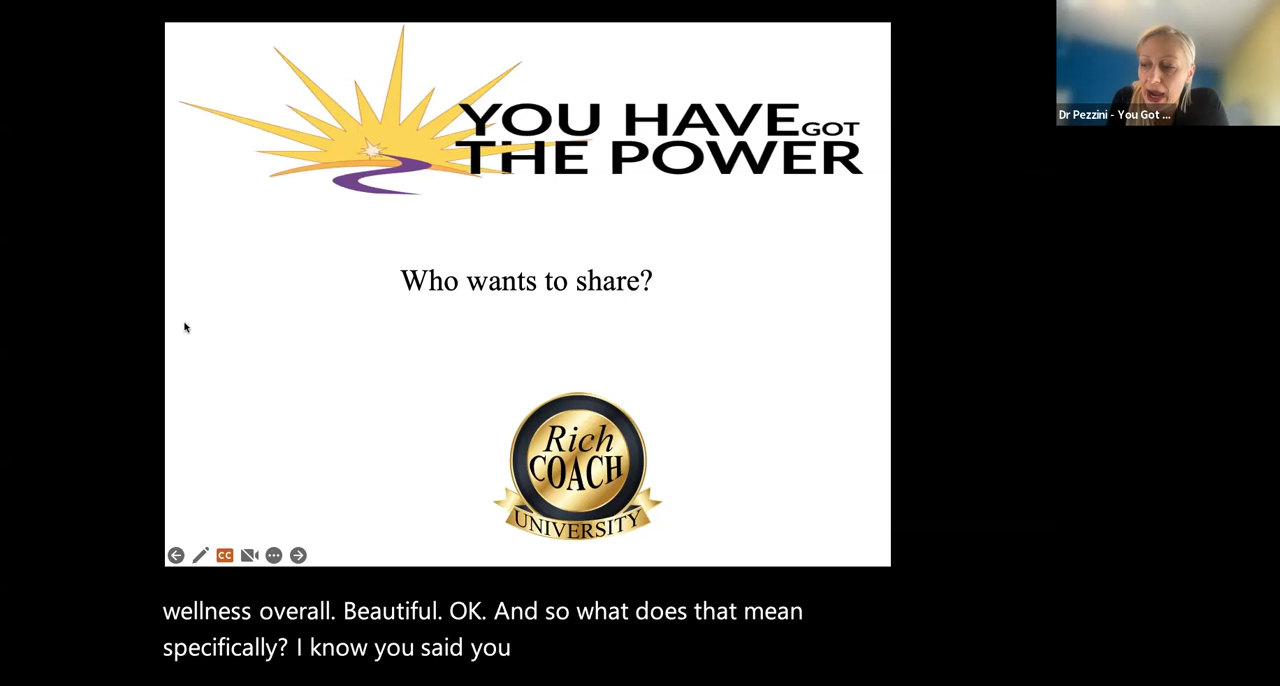 YOU HAVE GOT
THE POWER
Dr Pezzini - You Got ...
Who wants to share?
Rich
COACH
UNIVERSITY
CC
wellness overall. Beautiful. OK. And so what does that mean
specifically? I know you said you